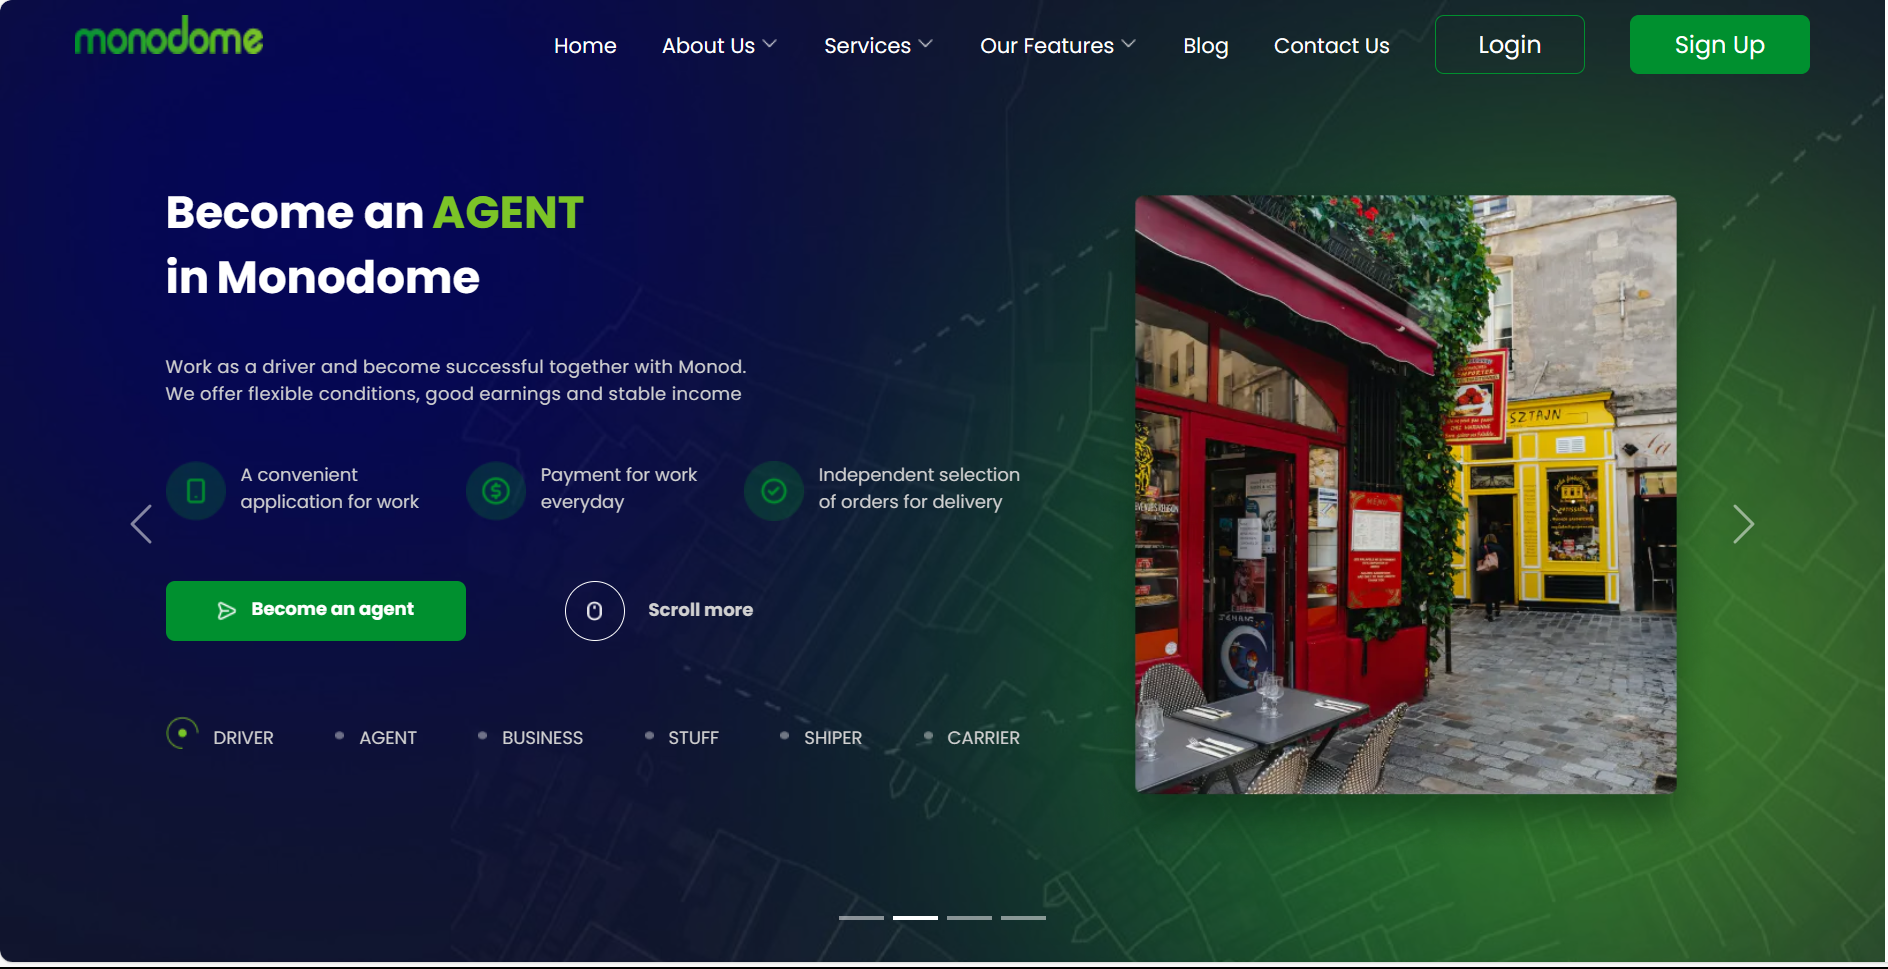 monodome
Home
About Us
Services
Our Features
Blog
Contact Us
Login
Sign Up
Become an AGENT
in Monodome
Work as a driver and become successful together with Monod.
We offer flexible conditions, good earnings and stable income
A convenient
application for work
Payment for work
everyday
Independent selection
of orders for delivery
Become an agent
Scroll more
DRIVER
AGENT
BUSINESS
STUFF
SHIPER
CARRIER
SZTAJN
MENU